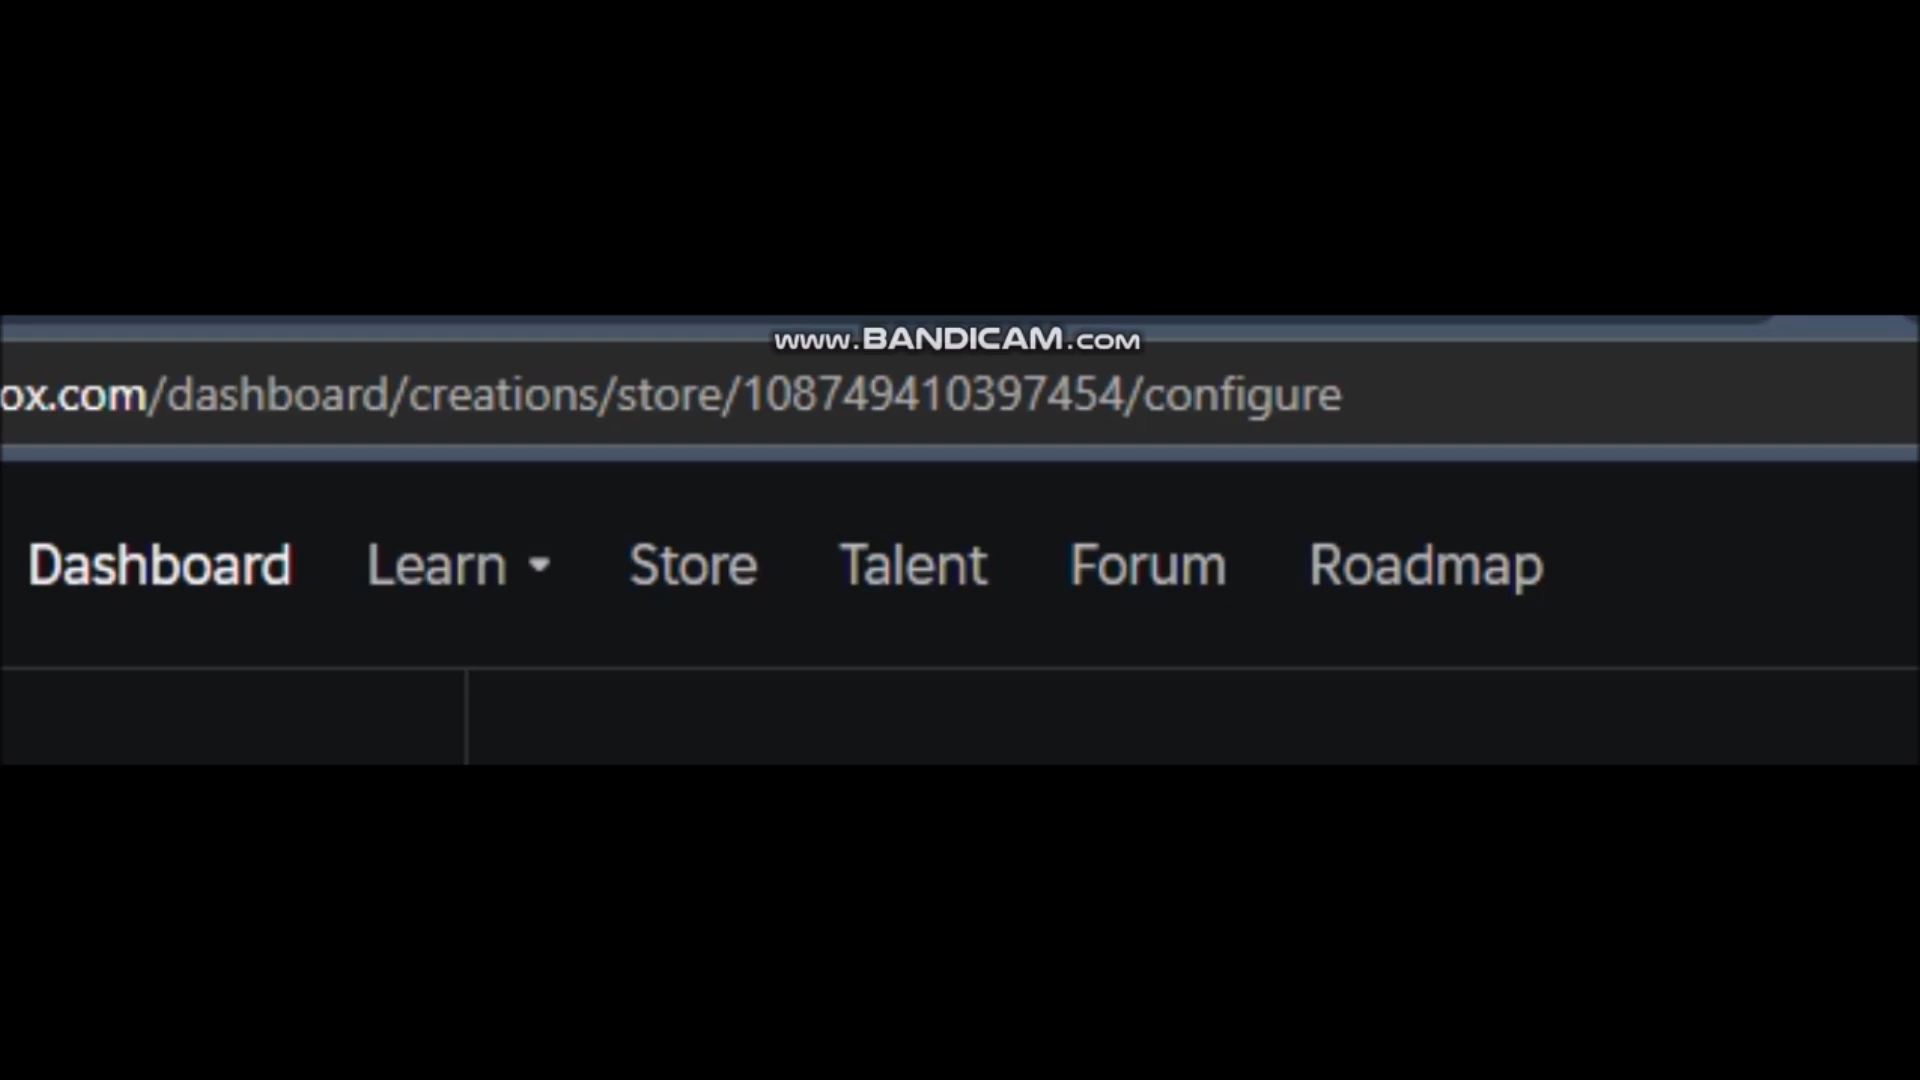 www.BANDICAM.com
ox.com/dashboard/creations/store/108749410397454/configure
Dashboard Learn Store Talent Forum Roadmap